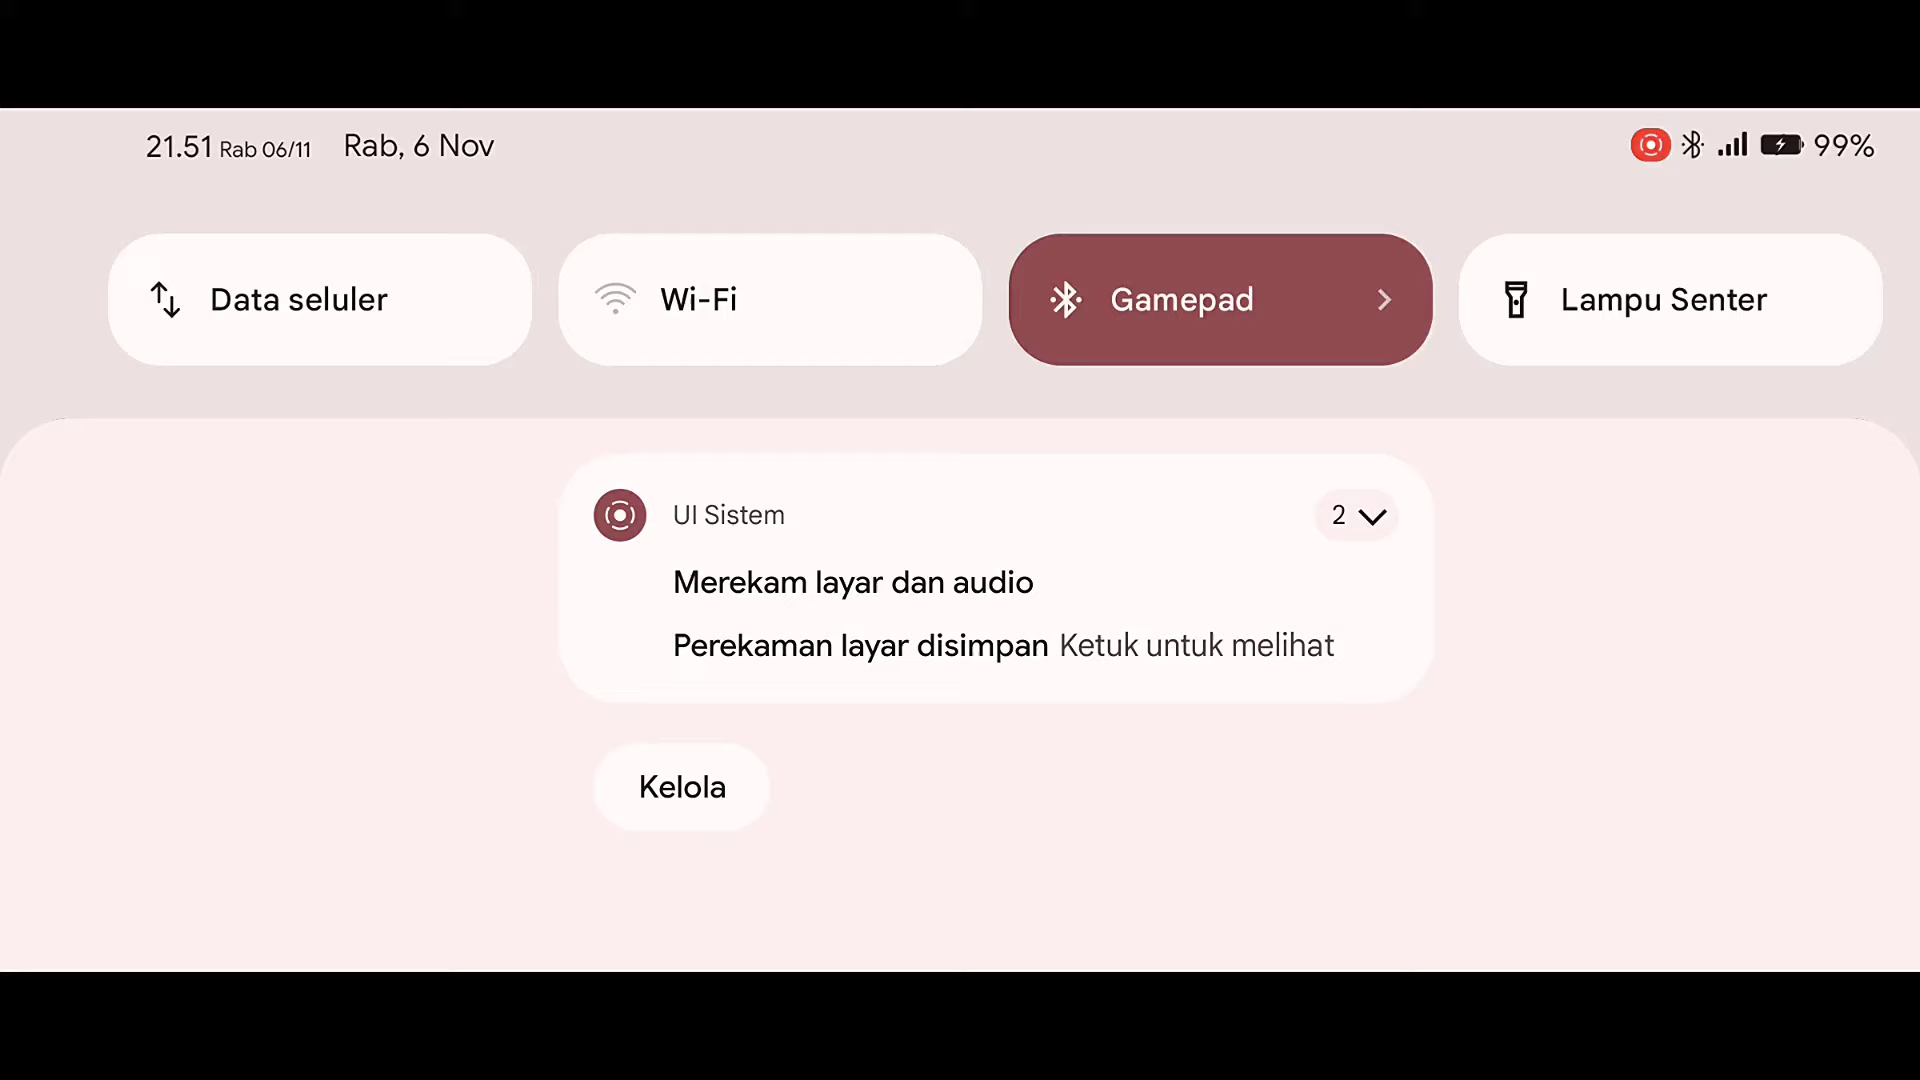 21.51 Rab 06/11 Rab, 6 Nov 99%
Data seluler
Wi-Fi
Gamepad
Lampu Senter
UI Sistem 2
Merekam layar dan audio
Perekaman layar disimpan Ketuk untuk melihat
Kelola